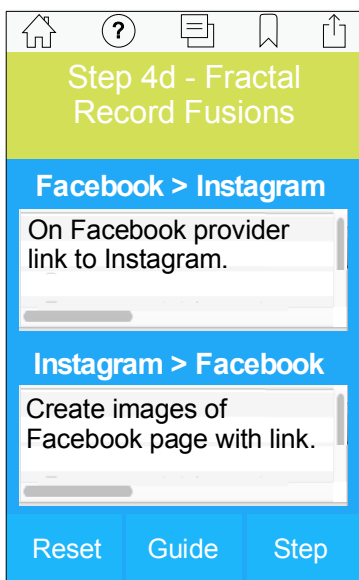 ?
Step 4d - Fractal
Record Fusions
Facebook > Instagram
On Facebook provider
link to Instagram.
Instagram > Facebook
Create images of
Facebook page with link.
Reset Guide Step